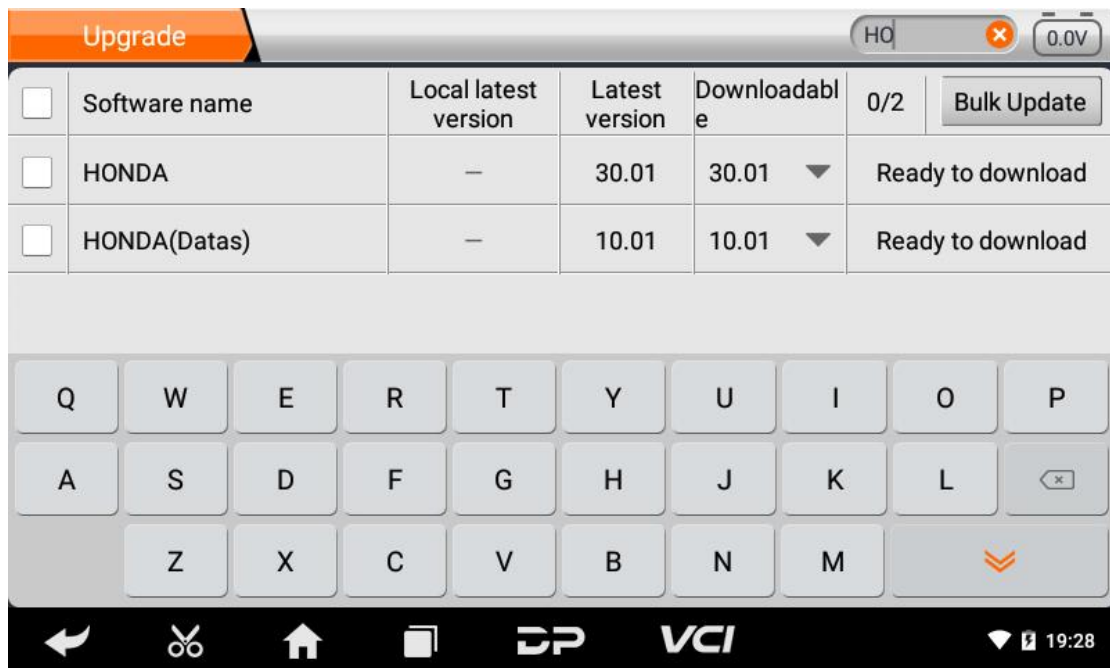 Upgrade
HO
0.0V
Software name
Local latest
version
Latest
version
Downloadabl
e
0/2
Bulk Update
HONDA
—
30.01
30.01
Ready to download
HONDA(Datas)
—
10.01
10.01
Ready to download
Q W E R T Y U I O P
A S D F G H J K L
Z X C V B N M
DP VCI 19:28